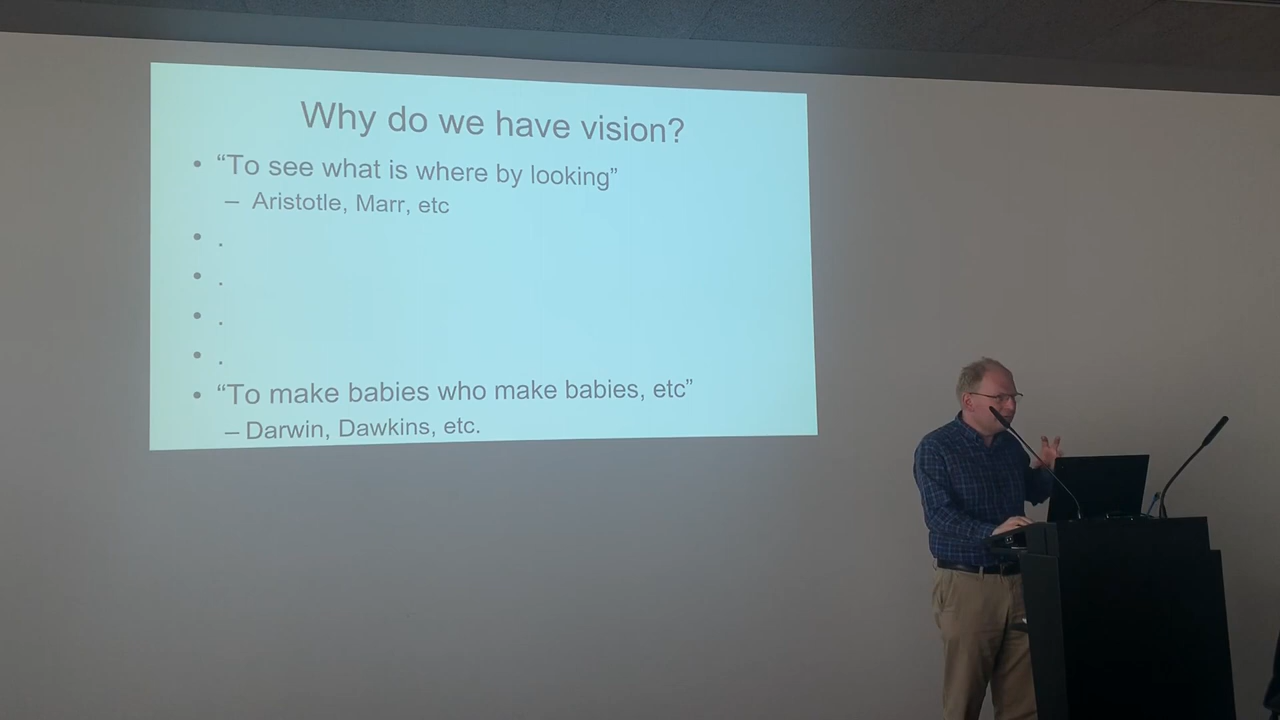 Why do we have vision?
• “To see what is where by looking”
– Aristotle, Marr, etc
• .
• .
• .
• .
• “To make babies who make babies, etc”
– Darwin, Dawkins, etc.